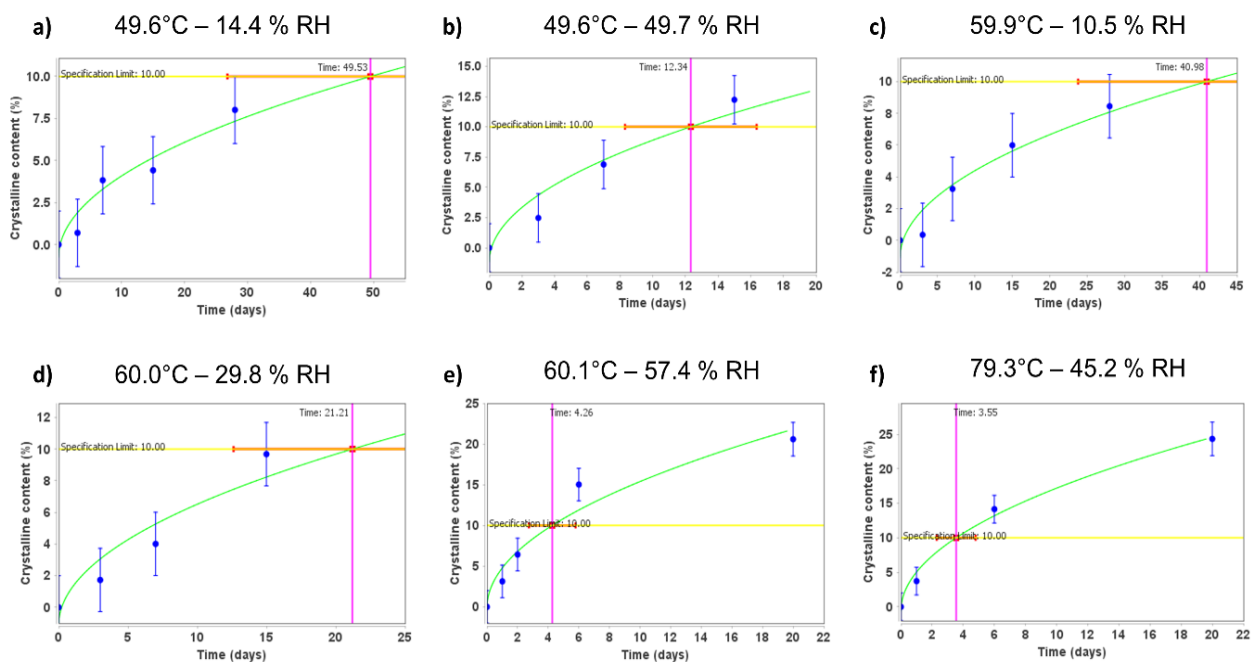 a) 49.6°C – 14.4 % RH
Time: 49.53
Specification Limit: 10.00
Crystalline content (%)
10.0
7.5
5.0
2.5
0.0
0 10 20 30 40 50
Time (days)
b) 49.6°C – 49.7 % RH
Time: 12.34
Specification Limit: 10.00
Crystalline content (%)
15.0
12.5
10.0
7.5
5.0
2.5
0.0
0 2 4 6 8 10 12 14 16 18 20
Time (days)
c) 59.9°C – 10.5 % RH
Time: 40.98
Specification Limit: 10.00
Crystalline content (%)
10
8
6
4
2
0
-2
0 5 10 15 20 25 30 35 40 45
Time (days)
d) 60.0°C – 29.8 % RH
Time: 21.21
Specification Limit: 10.00
Crystalline content (%)
12
10
8
6
4
2
0
0 5 10 15 20 25
Time (days)
e) 60.1°C – 57.4 % RH
Time: 4.26
Specification Limit: 10.00
Crystalline content (%)
25
20
15
10
5
0
0 2 4 6 8 10 12 14 16 18 20 22
Time (days)
f) 79.3°C – 45.2 % RH
Time: 3.55
Specification Limit: 10.00
Crystalline content (%)
25
20
15
10
5
0
0 2 4 6 8 10 12 14 16 18 20 22
Time (days)